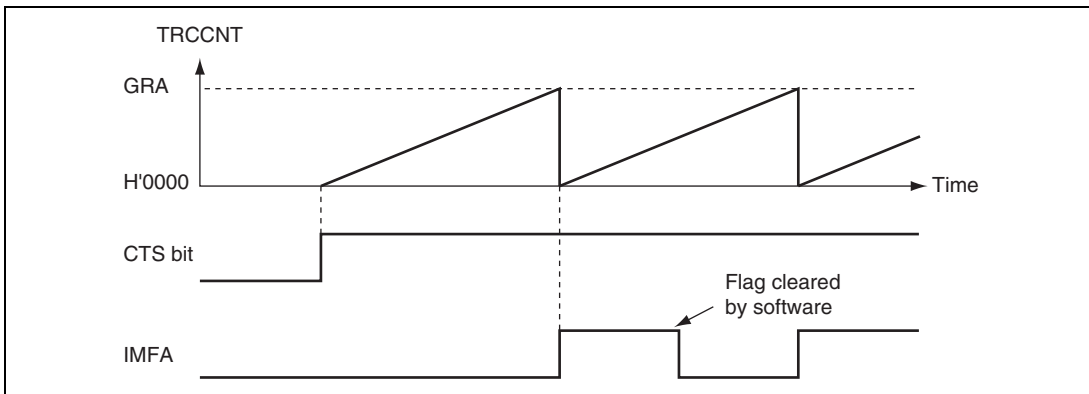 TRCCNT
GRA
H'0000
Time
CTS bit
Flag cleared
by software
IMFA